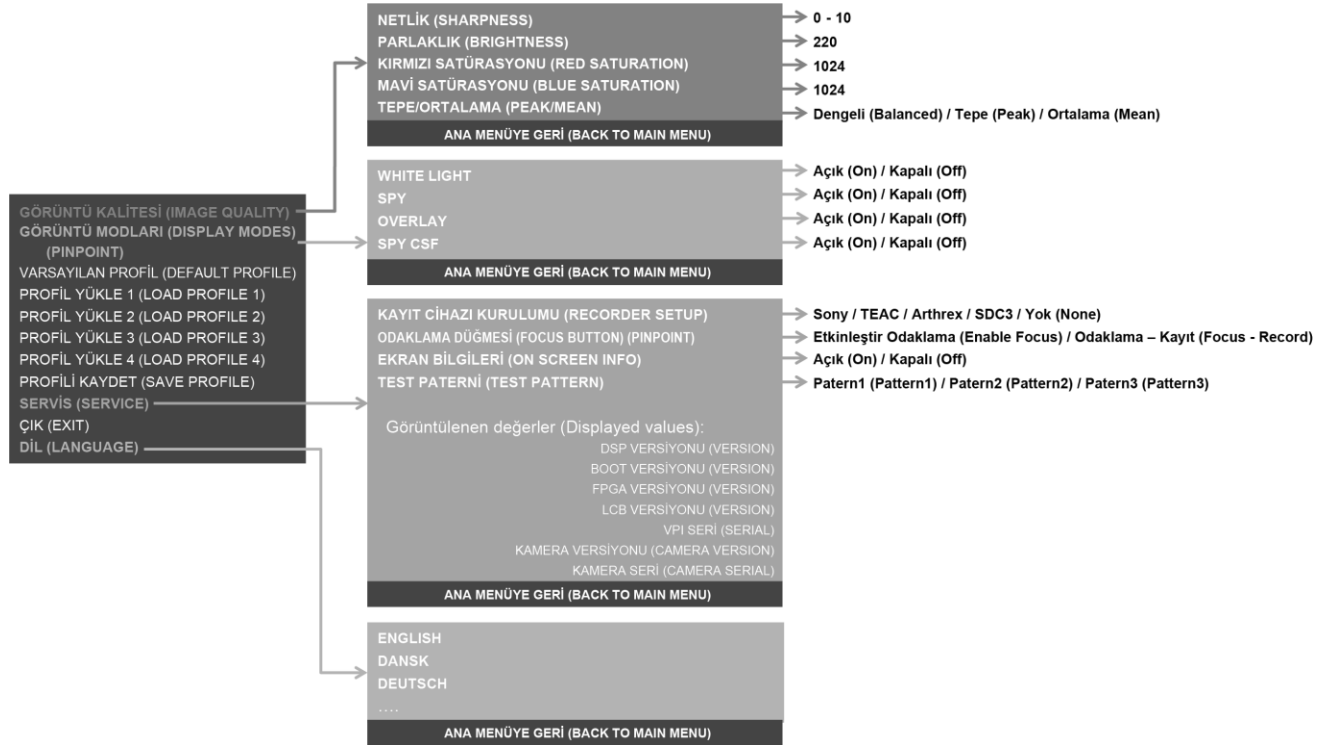 GÖRÜNTÜ KALİTESİ (IMAGE QUALITY)
GÖRÜNTÜ MODLARI (DISPLAY MODES)
(PINPOINT)
VARSAYILAN PROFİL (DEFAULT PROFILE)
PROFİL YÜKLE 1 (LOAD PROFILE 1)
PROFİL YÜKLE 2 (LOAD PROFILE 2)
PROFİL YÜKLE 3 (LOAD PROFILE 3)
PROFİL YÜKLE 4 (LOAD PROFILE 4)
PROFİLİ KAYDET (SAVE PROFILE)
SERVİS (SERVICE)
ÇIK (EXIT)
DİL (LANGUAGE)
NETLİK (SHARPNESS) 0 - 10
PARLAKLIK (BRIGHTNESS) 220
KIRMIZI SATÜRASYONU (RED SATURATION) 1024
MAVİ SATÜRASYONU (BLUE SATURATION) 1024
TEPE/ORTALAMA (PEAK/MEAN) Dengeli (Balanced) / Tepe (Peak) / Ortalama (Mean)
ANA MENÜYE GERİ (BACK TO MAIN MENU)
WHITE LIGHT Açık (On) / Kapalı (Off)
SPY Açık (On) / Kapalı (Off)
OVERLAY Açık (On) / Kapalı (Off)
SPY CSF Açık (On) / Kapalı (Off)
ANA MENÜYE GERİ (BACK TO MAIN MENU)
KAYIT CİHAZI KURULUMU (RECORDER SETUP) Sony / TEAC / Arthrex / SDC3 / Yok (None)
ODAKLAMA DÜĞMESİ (FOCUS BUTTON) (PINPOINT) Etkinleştir Odaklama (Enable Focus) / Odaklama – Kayıt (Focus - Record)
EKRAN BİLGİLERİ (ON SCREEN INFO) Açık (On) / Kapalı (Off)
TEST PATERNİ (TEST PATTERN) Patern1 (Pattern1) / Patern2 (Pattern2) / Patern3 (Pattern3)
Görüntülenen değerler (Displayed values):
DSP VERSİYONU (VERSION)
BOOT VERSİYONU (VERSION)
FPGA VERSİYONU (VERSION)
LCB VERSİYONU (VERSION)
VPI SERİ (SERIAL)
KAMERA VERSİYONU (CAMERA VERSION)
KAMERA SERİ (CAMERA SERIAL)
ANA MENÜYE GERİ (BACK TO MAIN MENU)
ENGLISH
DANSK
DEUTSCH
....
ANA MENÜYE GERİ (BACK TO MAIN MENU)